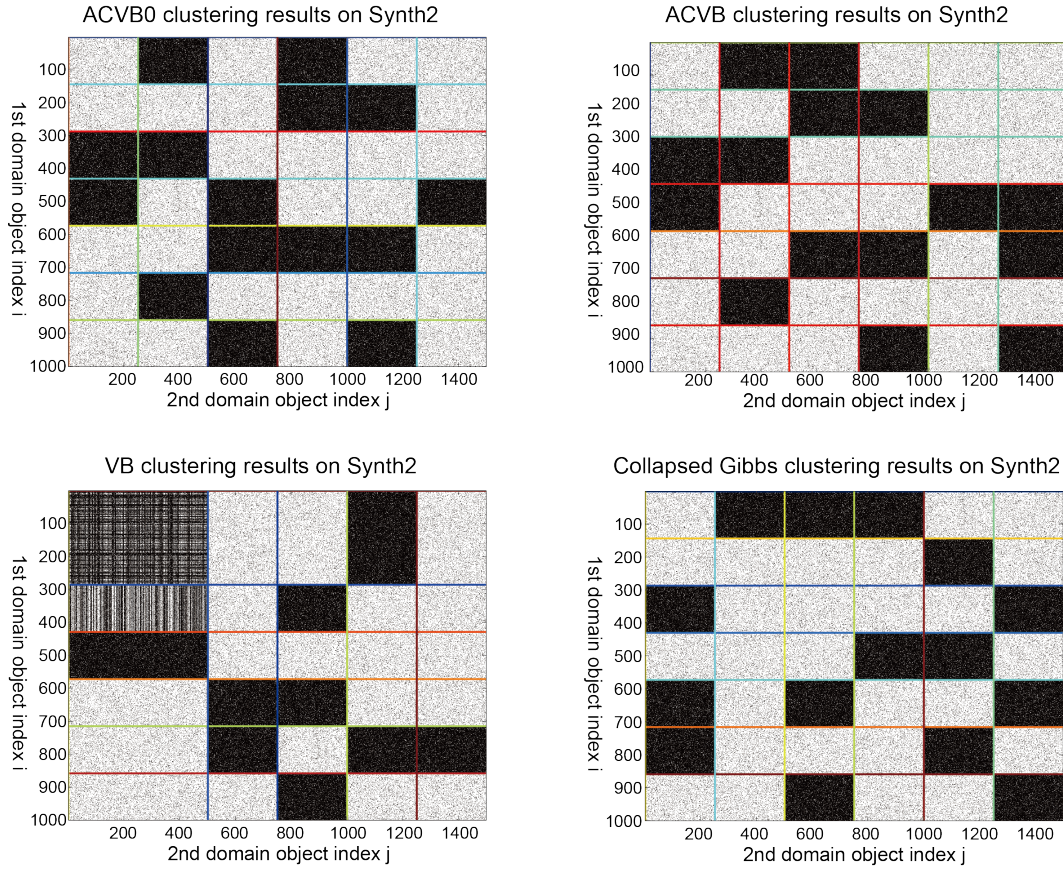 ACVB0 clustering results on Synth2
1st domain object index i
100
200
300
400
500
600
700
800
900
1000
200 400 600 800 1000 1200 1400
2nd domain object index j
ACVB clustering results on Synth2
1st domain object index i
100
200
300
400
500
600
700
800
900
1000
200 400 600 800 1000 1200 1400
2nd domain object index j
VB clustering results on Synth2
1st domain object index i
100
200
300
400
500
600
700
800
900
1000
200 400 600 800 1000 1200 1400
2nd domain object index j
Collapsed Gibbs clustering results on Synth2
1st domain object index i
100
200
300
400
500
600
700
800
900
1000
200 400 600 800 1000 1200 1400
2nd domain object index j